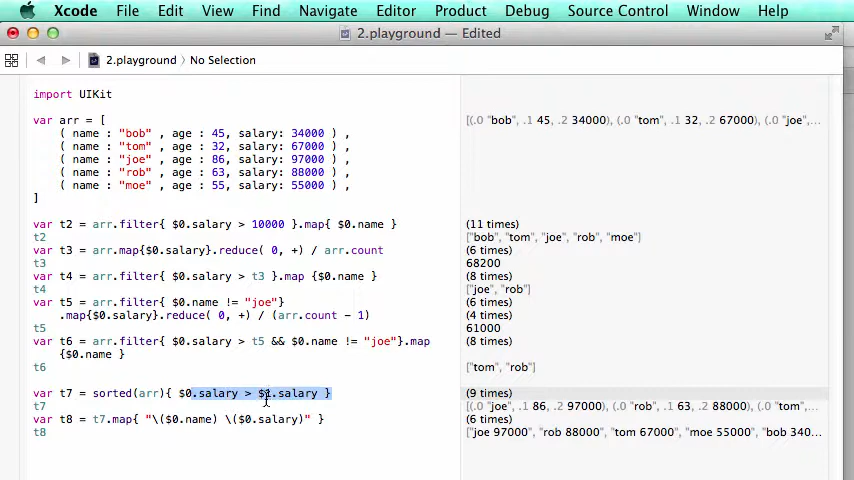 Xcode File Edit View Find Navigate Editor Product Debug Source Control Window Help
2.playground — Edited
2.playground 〉 No Selection
import UIKit
var arr = [
( name : "bob" , age : 45, salary: 34000 ) ,
( name : "tom" , age : 32, salary: 67000 ) ,
( name : "joe" , age : 86, salary: 97000 ) ,
( name : "rob" , age : 63, salary: 88000 ) ,
( name : "moe" , age : 55, salary: 55000 ) ,
]
var t2 = arr.filter{ $0.salary > 10000 }.map{ $0.name }
t2
var t3 = arr.map{$0.salary}.reduce( 0, +) / arr.count
t3
var t4 = arr.filter{ $0.salary > t3 }.map {$0.name }
t4
var t5 = arr.filter{ $0.name != "joe"}
.map{$0.salary}.reduce( 0, +) / (arr.count - 1)
t5
var t6 = arr.filter{ $0.salary > t5 && $0.name != "joe"}.map
{$0.name }
t6
var t7 = sorted(arr){ $0.salary > $1.salary }
t7
var t8 = t7.map{ "\($0.name) \($0.salary)" }
t8
[(.0 "bob", .1 45, .2 34000), (.0 "tom", .1 32, .2 67000), (.0 "joe",...
(11 times)
["bob", "tom", "joe", "rob", "moe"]
(6 times)
68200
(8 times)
["joe", "rob"]
(6 times)
(4 times)
61000
(8 times)
["tom", "rob"]
(9 times)
[(.0 "joe", .1 86, .2 97000), (.0 "rob", .1 63, .2 88000), (.0 "tom",...
(6 times)
["joe 97000", "rob 88000", "tom 67000", "moe 55000", "bob 340...